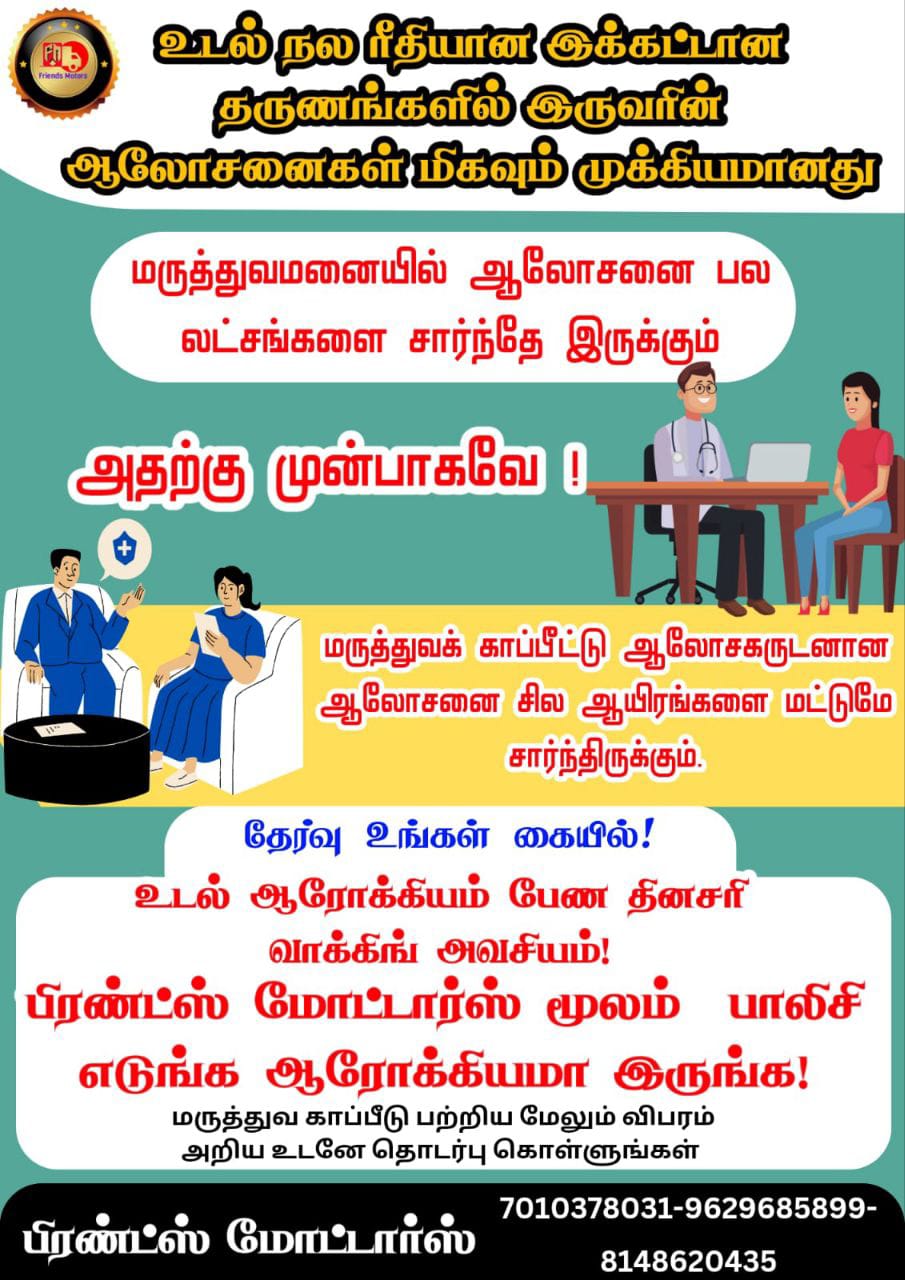 Friends Motors
உடல் நல ரீதியான இக்கட்டான
தருணங்களில் இருவரின்
ஆலோசனைகள் மிகவும் முக்கியமானது
மருத்துவமனையில் ஆலோசனை பல
லட்சங்களை சார்ந்தே இருக்கும்
அதற்கு முன்பாகவே !
மருத்துவக் காப்பீட்டு ஆலோசகருடனான
ஆலோசனை சில ஆயிரங்களை மட்டுமே
சார்ந்திருக்கும்.
தேர்வு உங்கள் கையில்!
உடல் ஆரோக்கியம் பேண தினசரி
வாக்கிங் அவசியம்!
பிரண்ட்ஸ் மோட்டார்ஸ் மூலம் பாலிசி
எடுங்க ஆரோக்கியமா இருங்க!
மருத்துவ காப்பீடு பற்றிய மேலும் விபரம்
அறிய உடனே தொடர்பு கொள்ளுங்கள்
பிரண்ட்ஸ் மோட்டார்ஸ்
7010378031-9629685899-
8148620435